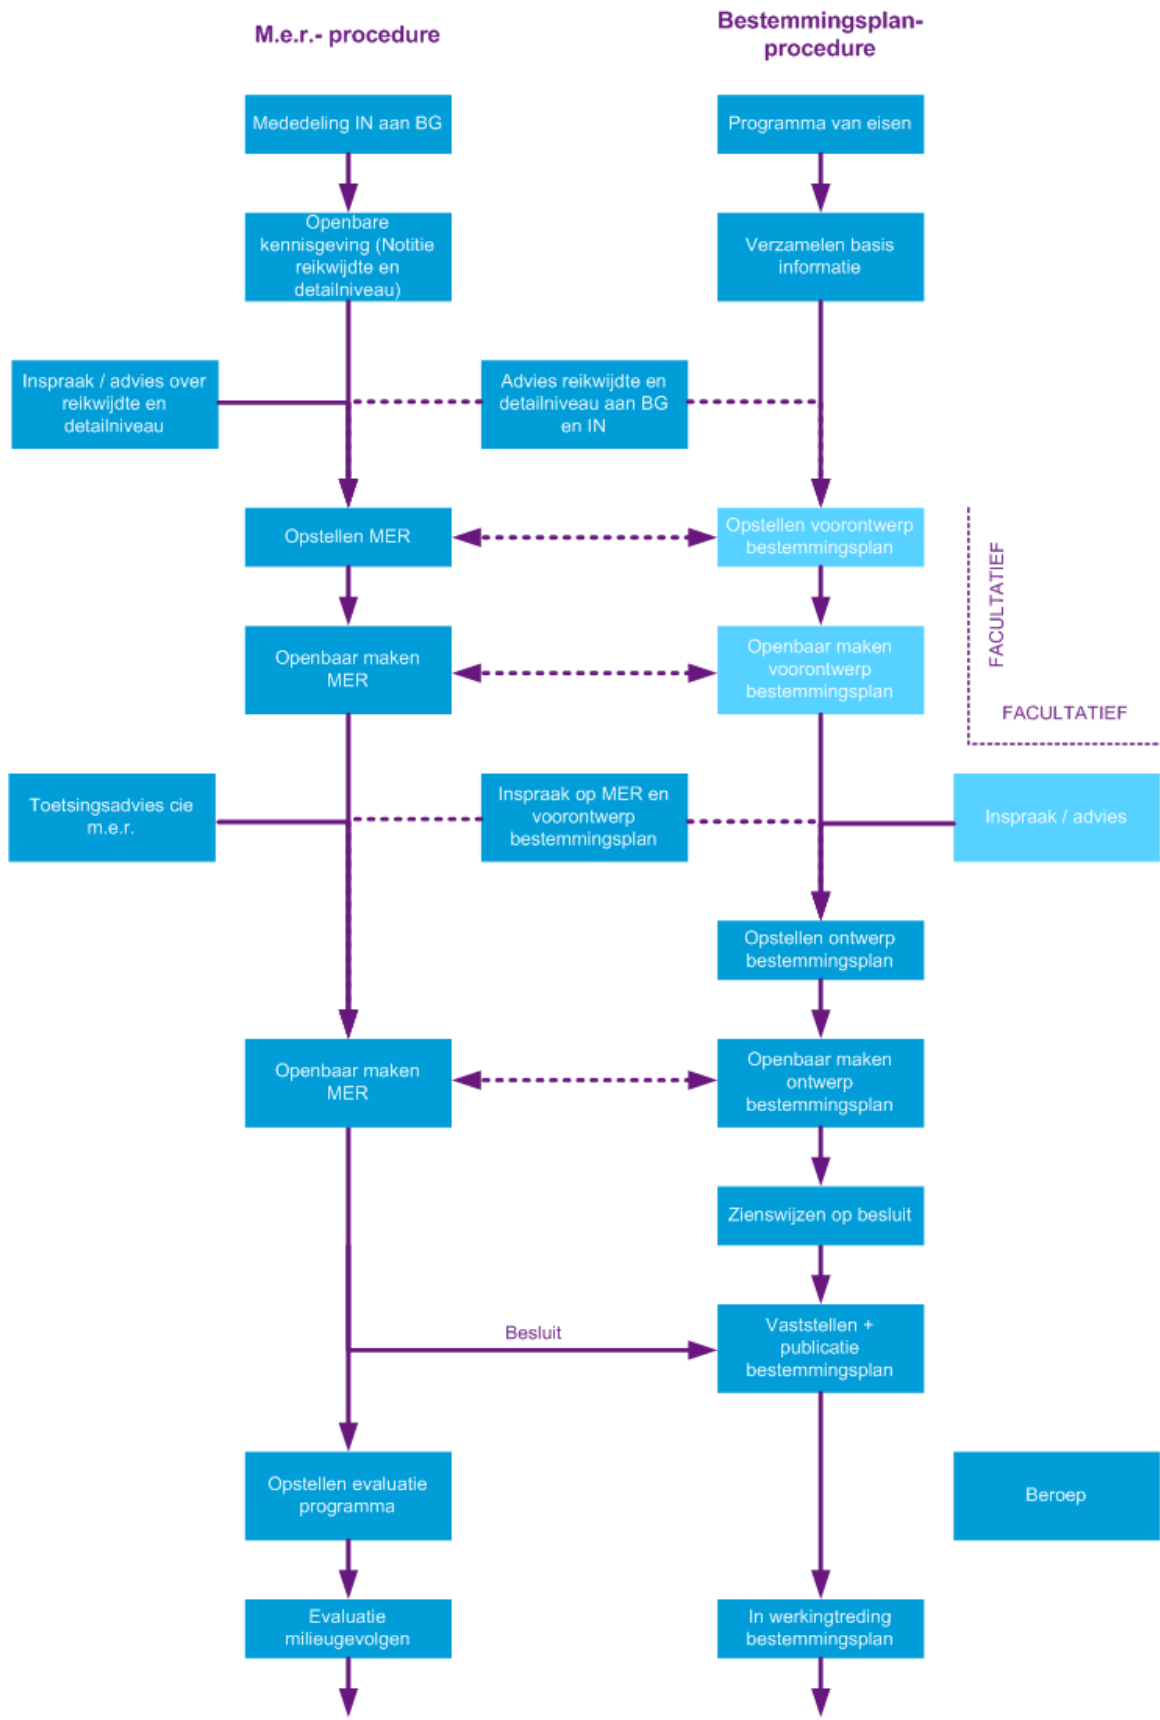 M.e.r.- procedure
Bestemmingsplan-
procedure
Mededeling IN aan BG
Programma van eisen
Openbare
kennisgeving (Notitie
reikwijdte en
detailniveau)
Verzamelen basis
informatie
Inspraak / advies over
reikwijdte en
detailniveau
Advies reikwijdte en
detailniveau aan BG
en IN
Opstellen MER
Opstellen voorontwerp
bestemmingsplan
FACULTATIEF
Openbaar maken
MER
Openbaar maken
voorontwerp
bestemmingsplan
FACULTATIEF
Toetsingsadvies cie
m.e.r.
Inspraak op MER en
voorontwerp
bestemmingsplan
Inspraak / advies
Opstellen ontwerp
bestemmingsplan
Openbaar maken
MER
Openbaar maken
ontwerp
bestemmingsplan
Zienswijzen op besluit
Besluit
Vaststellen +
publicatie
bestemmingsplan
Opstellen evaluatie
programma
Beroep
Evaluatie
milieugevolgen
In werkingtreding
bestemmingsplan